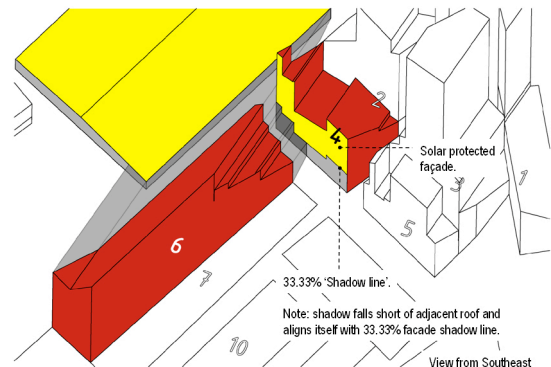 2
4
Solar protected
façade.
3
1
5
6
7
33.33% 'Shadow line'.
Note: shadow falls short of adjacent roof and
aligns itself with 33.33% facade shadow line.
10
View from Southeast